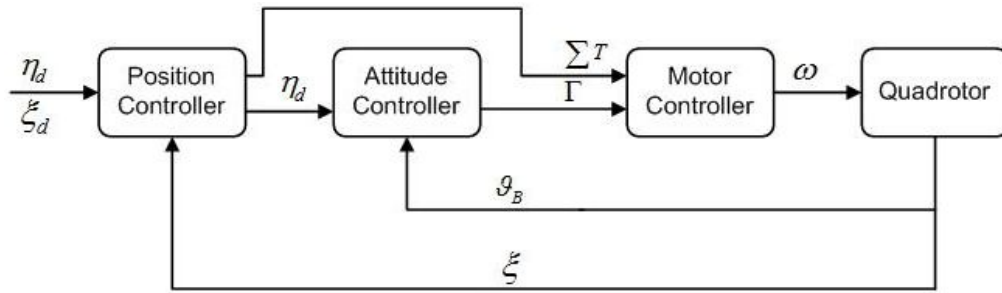 η_d
ξ_d
Position
Controller
η_d
Attitude
Controller
∑T
Γ
Motor
Controller
ω
Quadrotor
ϑ_B
ξ